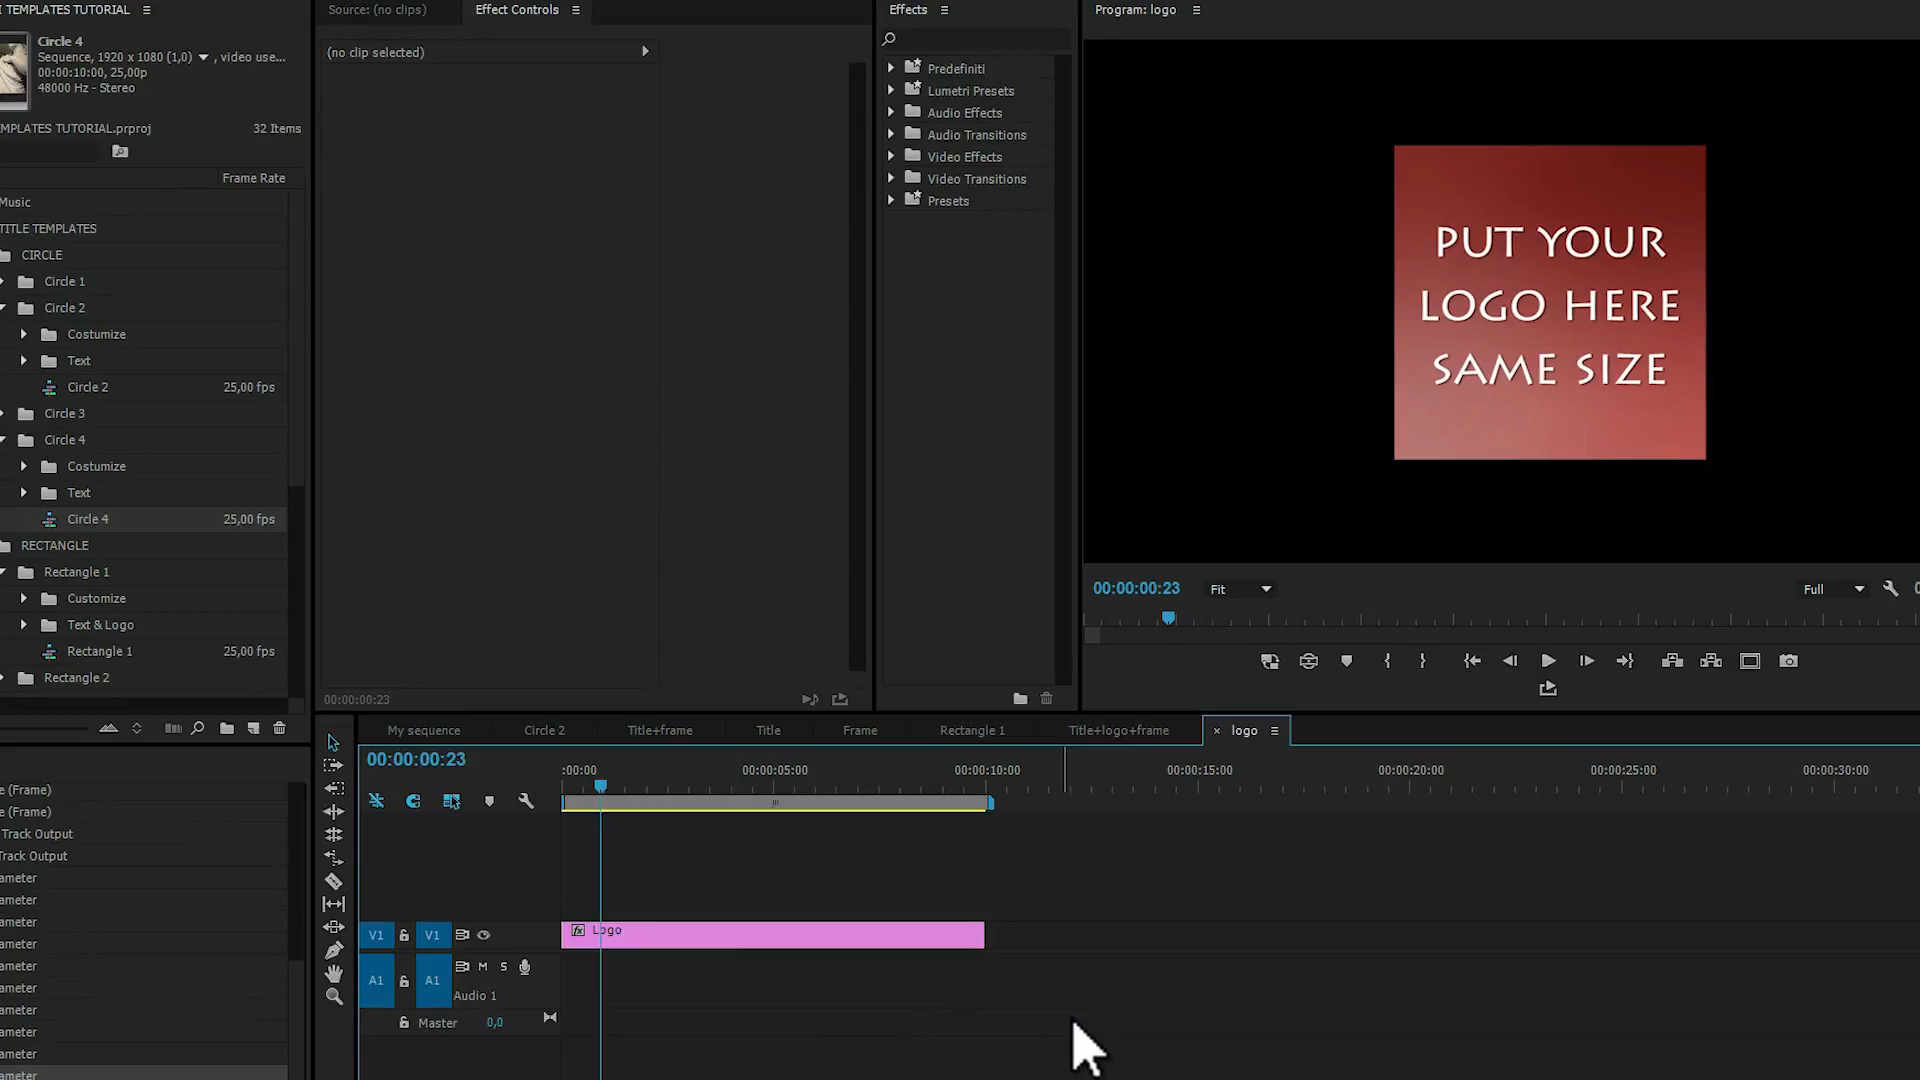 TEMPLATES TUTORIAL
Circle 4
Sequence, 1920 x 1080 (1,0) , video use...
00:00:10:00, 25,00p
48000 Hz - Stereo
MPLATES TUTORIAL.prproj
32 Items
Frame Rate
Music
TITLE TEMPLATES
CIRCLE
Circle 1
Circle 2
Costumize
Text
Circle 2 25,00 fps
Circle 3
Circle 4
Costumize
Text
Circle 4 25,00 fps
RECTANGLE
Rectangle 1
Customize
Text & Logo
Rectangle 1 25,00 fps
Rectangle 2
e (Frame)
e (Frame)
Track Output
Track Output
ameter
ameter
ameter
ameter
ameter
ameter
ameter
ameter
ameter
ameter
Source: (no clips)
Effect Controls
(no clip selected)
00:00:00:23
Effects
Predefiniti
Lumetri Presets
Audio Effects
Audio Transitions
Video Effects
Video Transitions
Presets
Program: logo
PUT YOUR
LOGO HERE
SAME SIZE
00:00:00:23
Fit
Full
My sequence
Circle 2
Title+frame
Title
Frame
Rectangle 1
Title+logo+frame
× logo
00:00:00:23
:00:00
00:00:05:00
00:00:10:00
00:00:15:00
00:00:20:00
00:00:25:00
00:00:30:00
V1 V1
fx Logo
A1 A1 M S
Audio 1
Master 0,0